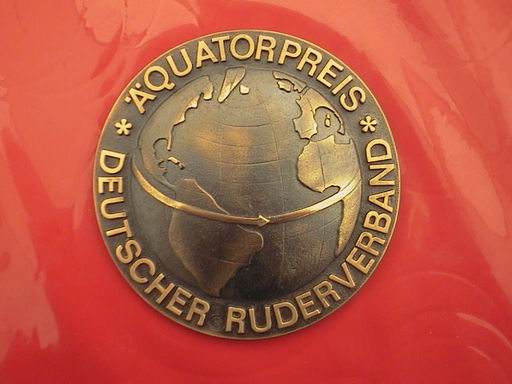 ÄQUATORPREIS
* DEUTSCHER RUDERVERBAND *